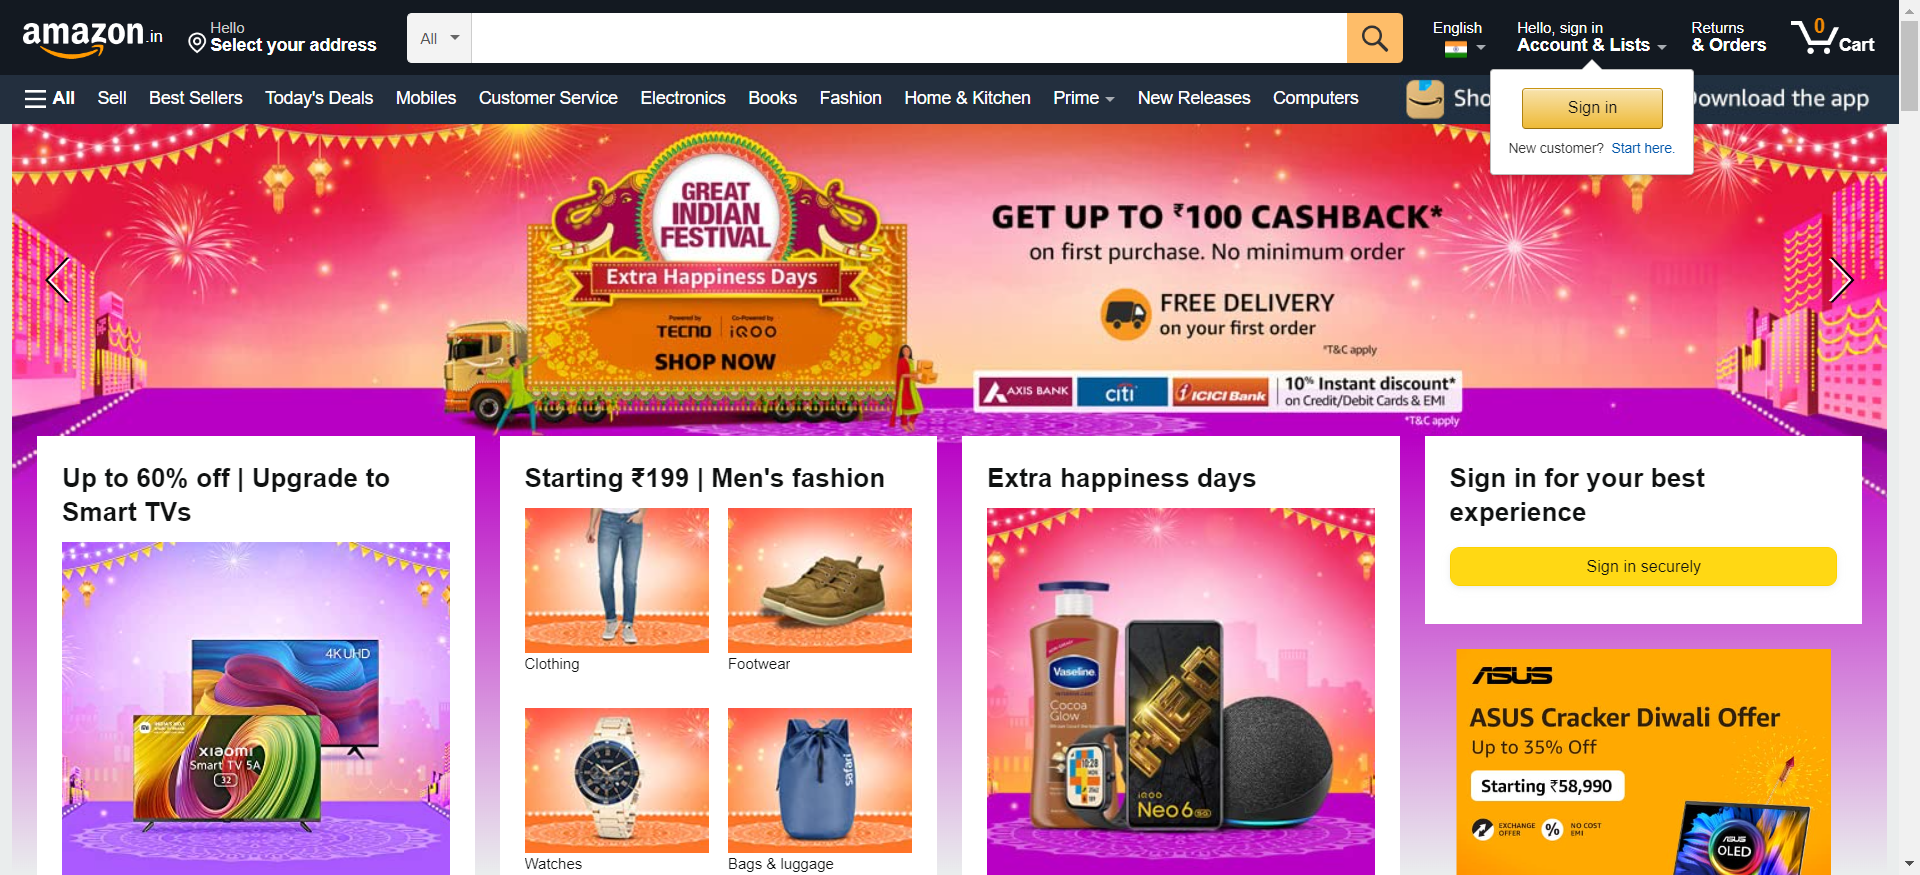 amazon.in
Hello
Select your address
All
English
Hello, sign in
Account & Lists
Returns
& Orders
0
Cart
All
Sell
Best Sellers
Today's Deals
Mobiles
Customer Service
Electronics
Books
Fashion
Home & Kitchen
Prime
New Releases
Computers
Sho
Download the app
Sign in
New customer? Start here.
GREAT
INDIAN
FESTIVAL
Extra Happiness Days
Powered by
TECNO
Co-Powered by
iQOO
SHOP NOW
GET UP TO ₹100 CASHBACK*
on first purchase. No minimum order
FREE DELIVERY
on your first order
*T&C apply
AXIS BANK
citi
ICICI Bank
10% Instant discount*
on Credit/Debit Cards & EMI
*T&C apply
Up to 60% off | Upgrade to
Smart TVs
4K UHD
xiaomi
Smart TV 5A
32
Starting ₹199 | Men's fashion
Clothing
Footwear
safari
Watches
Bags & luggage
Extra happiness days
Vaseline
Cocoa
Glow
10:28
iQOO
Neo 6 5G
Sign in for your best
experience
Sign in securely
ASUS
ASUS Cracker Diwali Offer
Up to 35% Off
Starting ₹58,990
EXCHANGE
OFFER
%
NO COST
EMI
ASUS
OLED